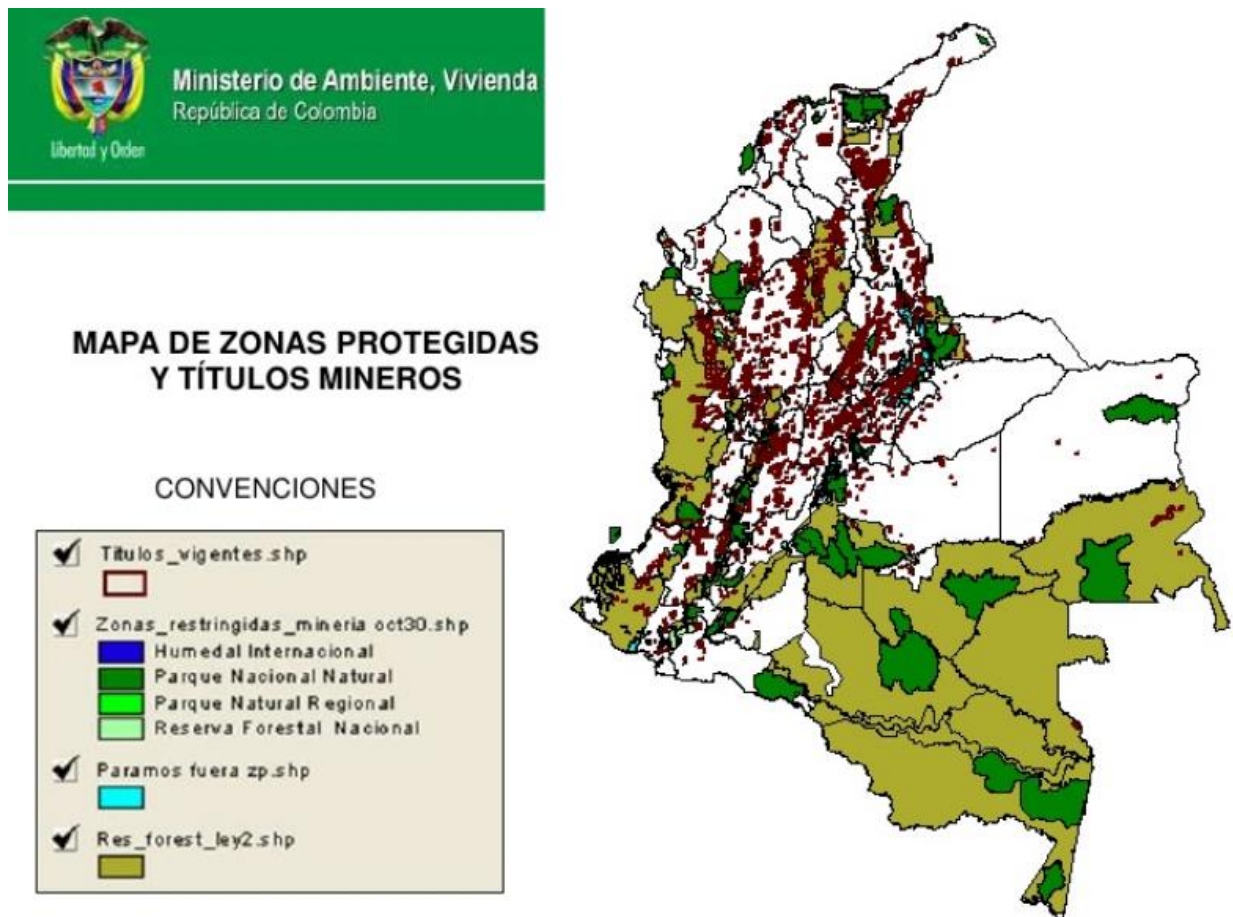 Libertad y Orden
Ministerio de Ambiente, Vivienda
República de Colombia
MAPA DE ZONAS PROTEGIDAS
Y TÍTULOS MINEROS
CONVENCIONES
Titulos_vigentes.shp
Zonas_restringidas_mineria oct30.shp
Humedal Internacional
Parque Nacional Natural
Parque Natural Regional
Reserva Forestal Nacional
Paramos fuera zp.shp
Res_forest_ley2.shp